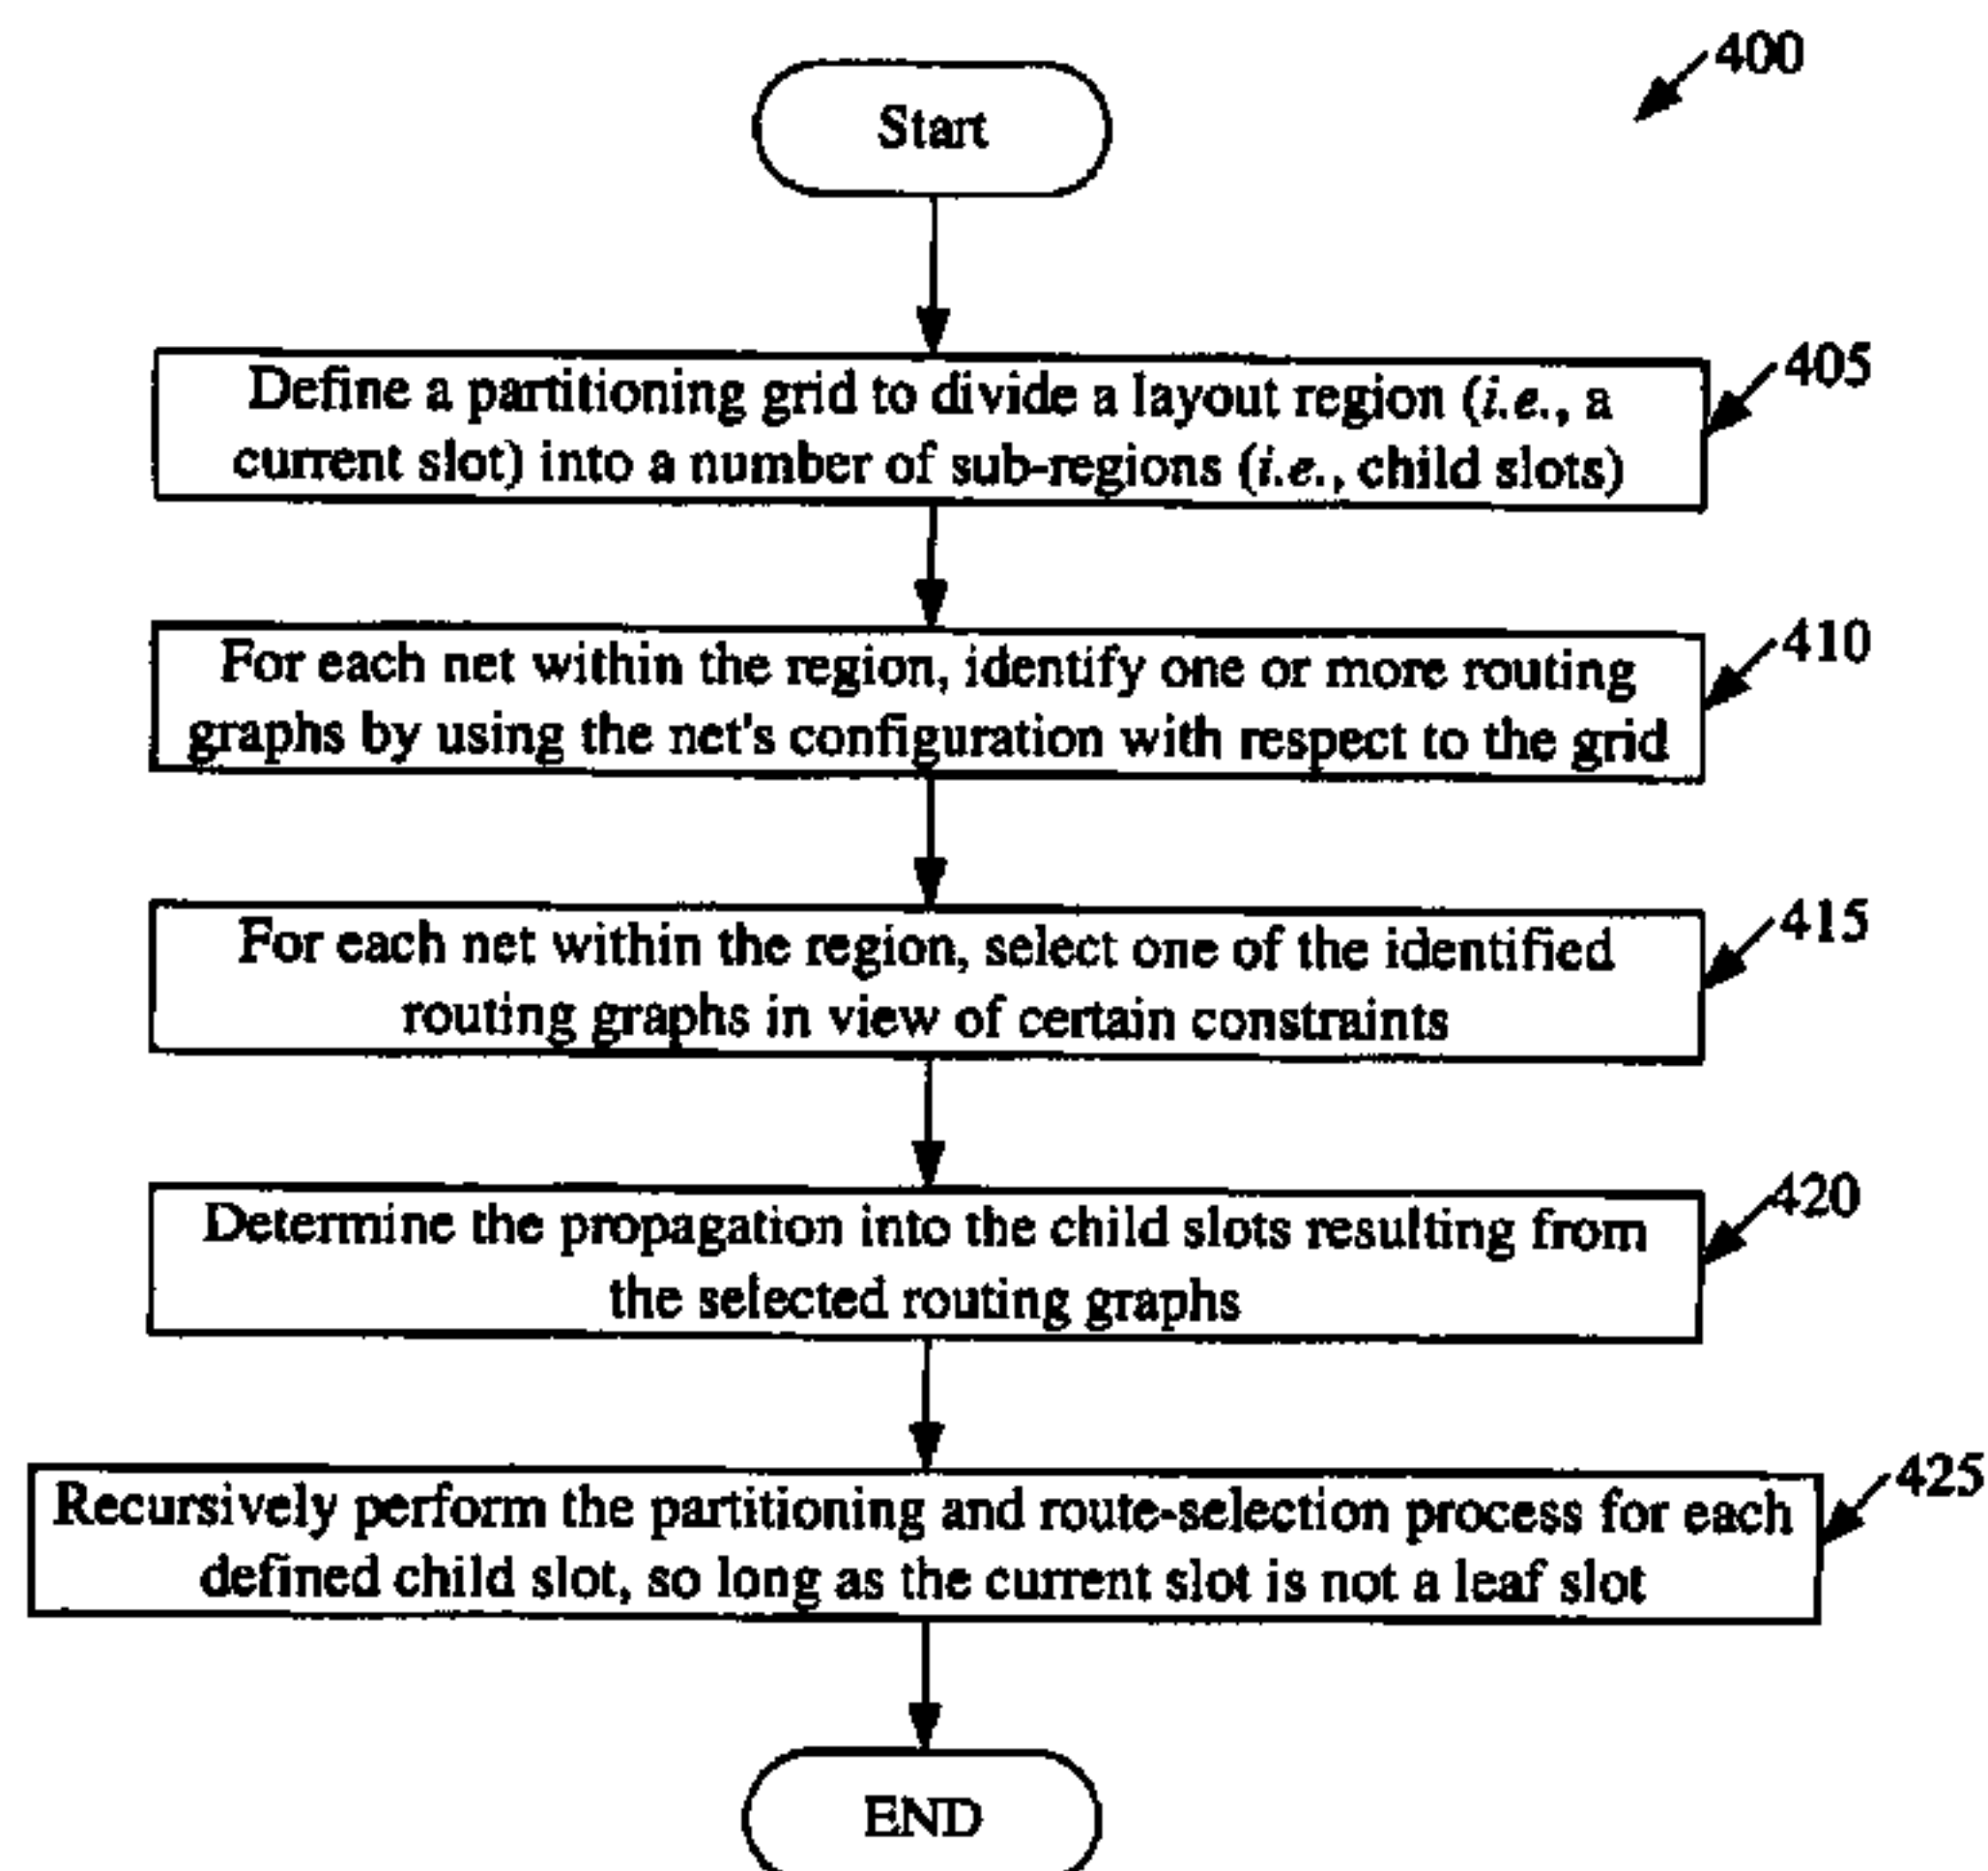 400
Start
Define a partitioning grid to divide a layout region (i.e., a
current slot) into a number of sub-regions (i.e., child slots)
405
For each net within the region, identify one or more routing
graphs by using the net's configuration with respect to the grid
410
For each net within the region, select one of the identified
routing graphs in view of certain constraints
415
Determine the propagation into the child slots resulting from
the selected routing graphs
420
Recursively perform the partitioning and route-selection process for each
defined child slot, so long as the current slot is not a leaf slot
425
END